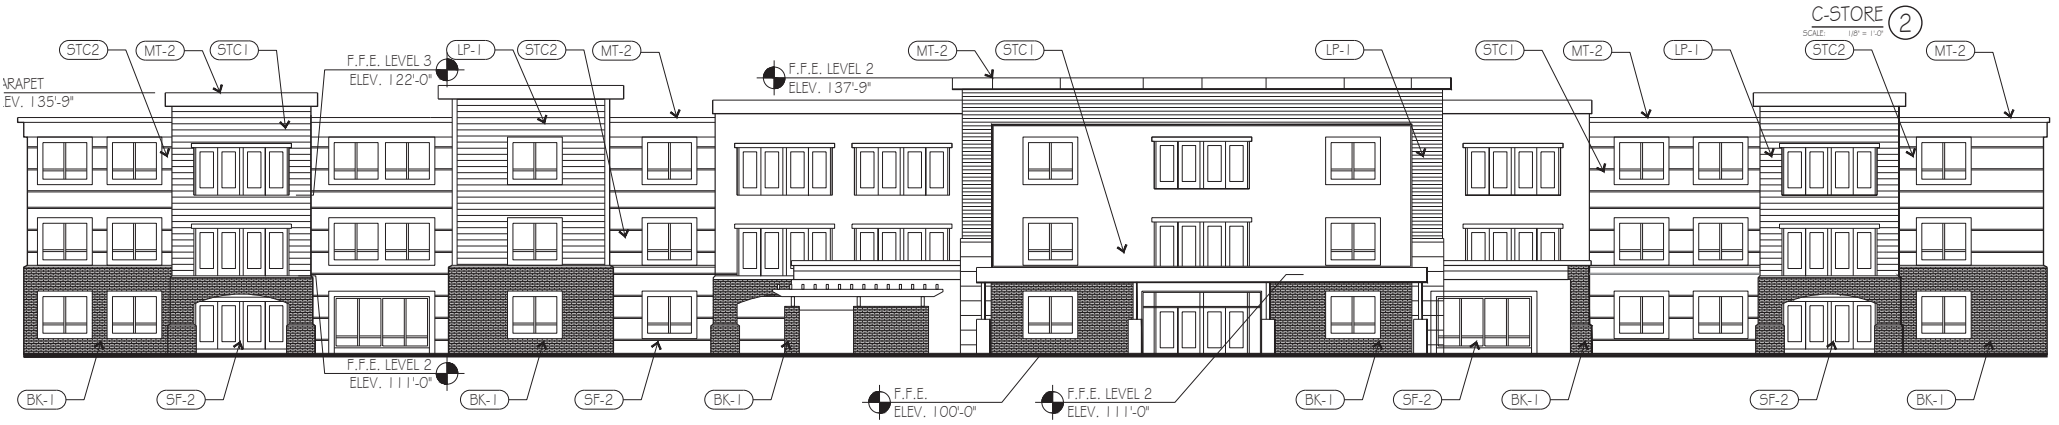 C-STORE 2
SCALE: 1/8" = 1'-0"
STC2
MT-2
STC1
F.F.E. LEVEL 3
ELEV. 122'-0"
LP-1
STC2
MT-2
F.F.E. LEVEL 2
ELEV. 137'-9"
MT-2
STC1
LP-1
STC1
MT-2
LP-1
STC2
MT-2
ARAPET
LEV. 135'-9"
F.F.E. LEVEL 2
ELEV. 111'-0"
BK-1
SF-2
BK-1
SF-2
BK-1
F.F.E.
ELEV. 100'-0"
F.F.E. LEVEL 2
ELEV. 111'-0"
BK-1
SF-2
BK-1
SF-2
BK-1